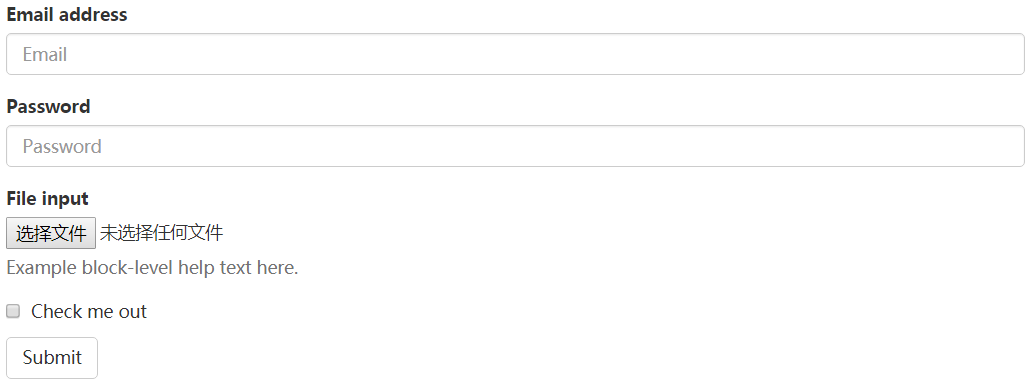 Email address
Email
Password
Password
File input
选择文件 未选择任何文件
Example block-level help text here.
Check me out
Submit